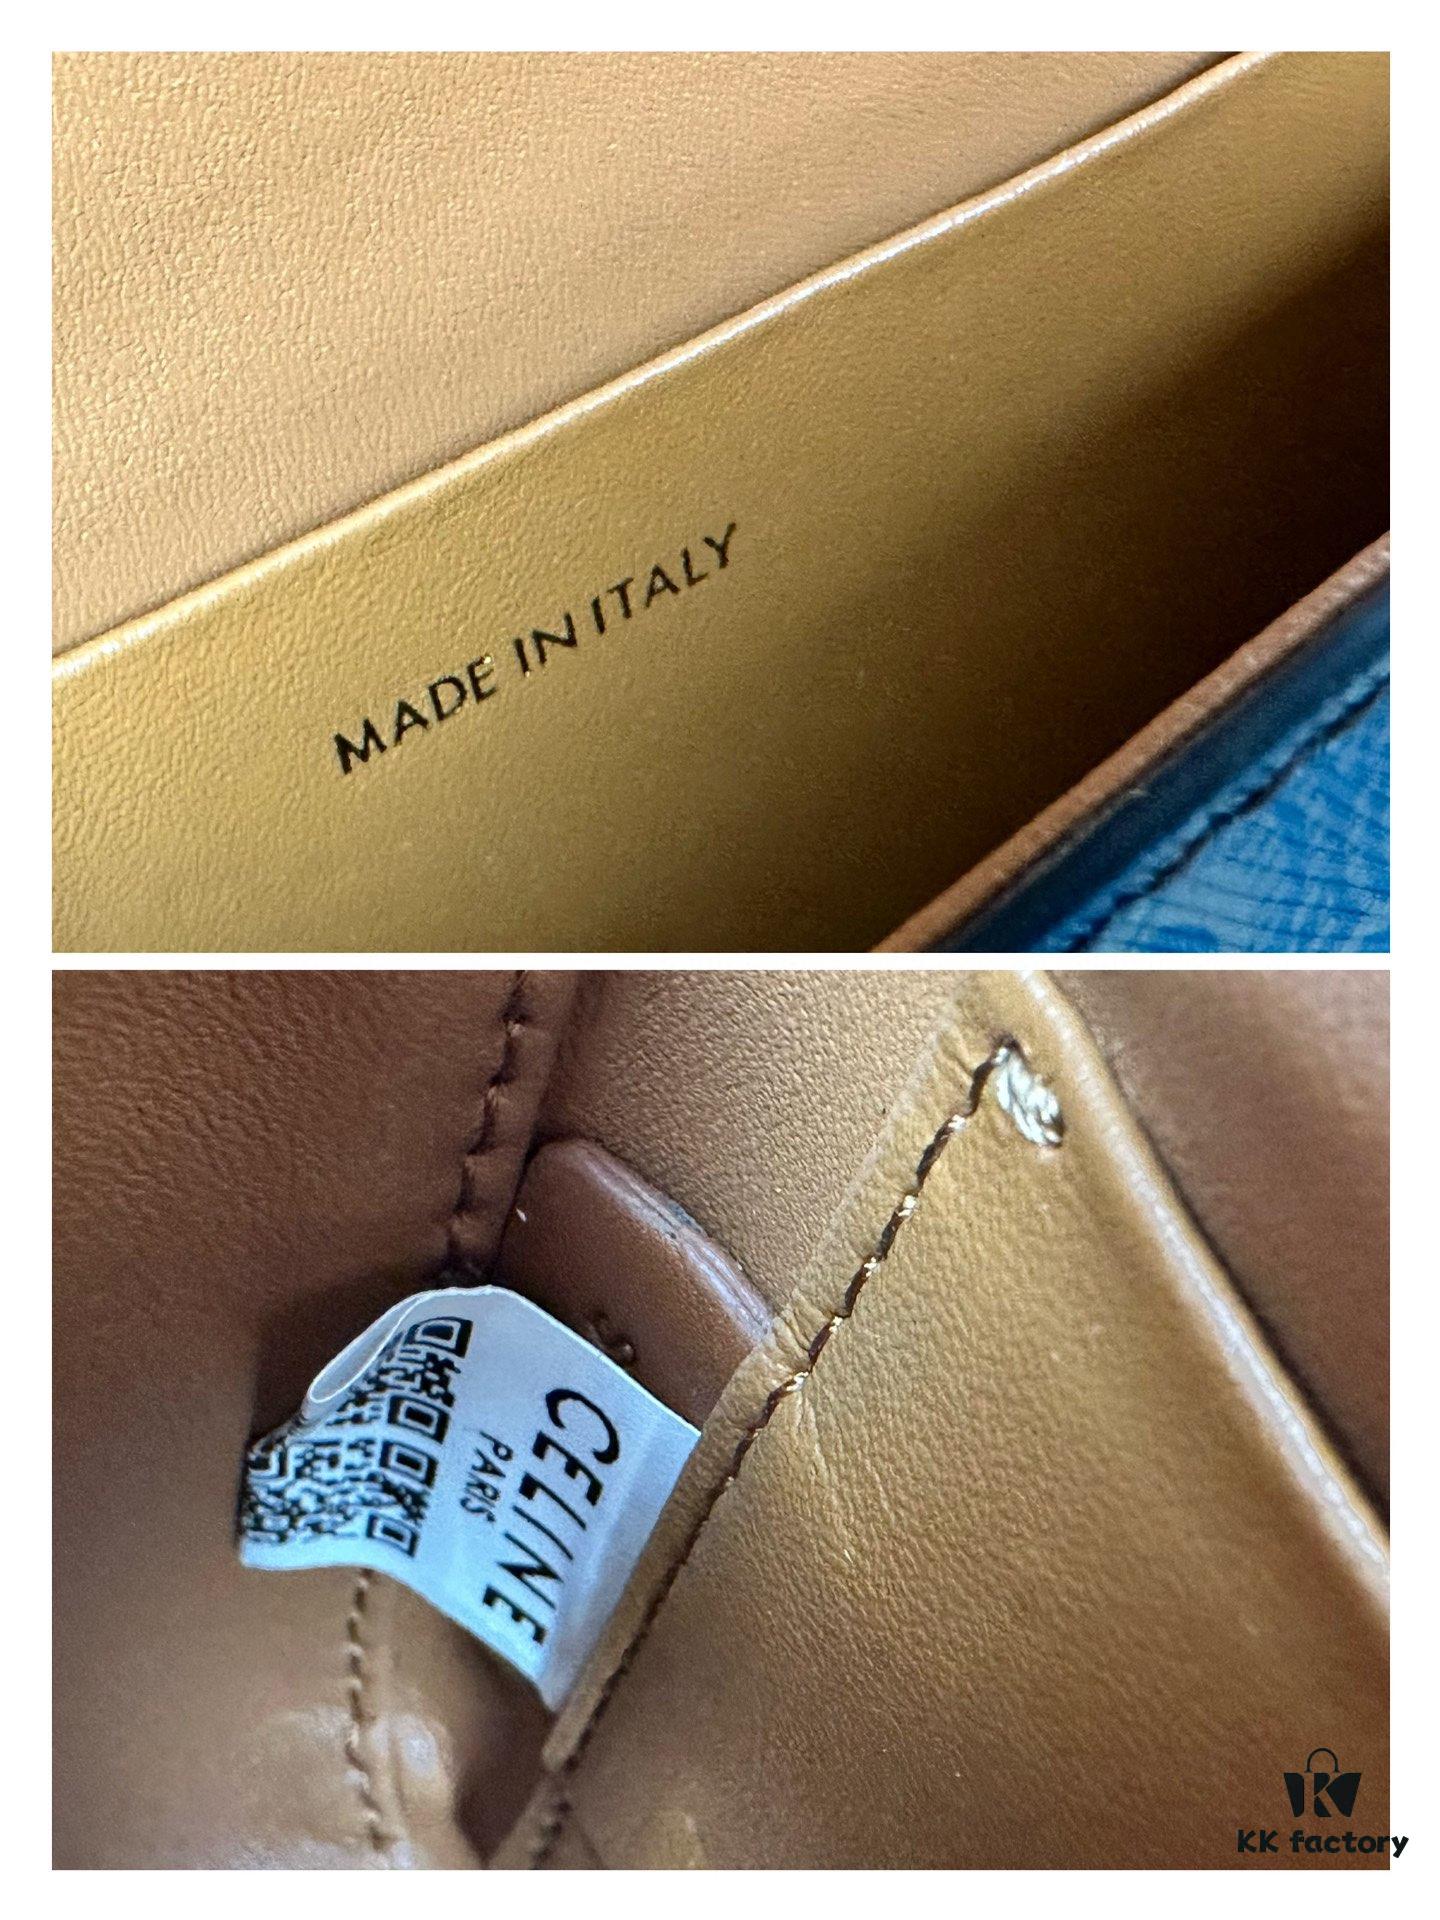 MADE IN ITALY
CELINE
PARIS
KK factory